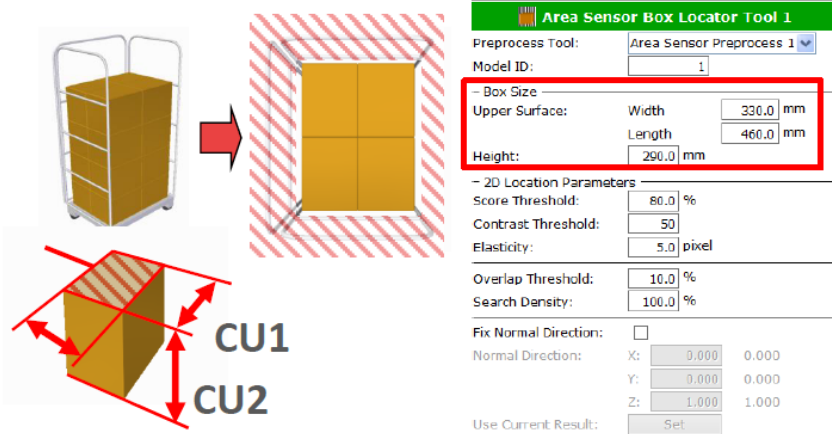 Area Sensor Box Locator Tool 1
Preprocess Tool: Area Sensor Preprocess 1
Model ID: 1
Box Size
Upper Surface: Width 330.0 mm
Length 460.0 mm
Height: 290.0 mm
2D Location Parameters
Score Threshold: 80.0 %
Contrast Threshold: 50
Elasticity: 5.0 pixel
Overlap Threshold: 10.0 %
Search Density: 100.0 %
Fix Normal Direction:
Normal Direction: X: 0.000 0.000
Y: 0.000 0.000
Z: 1.000 1.000
Use Current Result: Set
CU1
CU2